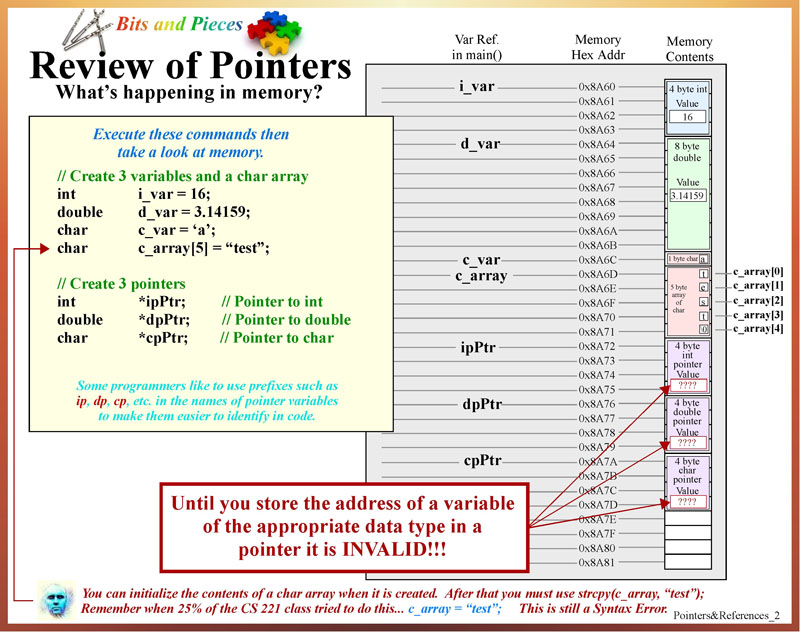 Bits and Pieces
Review of Pointers
What's happening in memory?
Execute these commands then
take a look at memory.
// Create 3 variables and a char array
int i_var = 16;
double d_var = 3.14159;
char c_var = ‘a’;
char c_array[5] = “test”;
// Create 3 pointers
int *ipPtr; // Pointer to int
double *dpPtr; // Pointer to double
char *cpPtr; // Pointer to char
Some programmers like to use prefixes such as
ip, dp, cp, etc. in the names of pointer variables
to make them easier to identify in code.
Var Ref.
in main()
Memory
Hex Addr
Memory
Contents
i_var
d_var
c_var
c_array
ipPtr
dpPtr
cpPtr
0x8A60
0x8A61
0x8A62
0x8A63
0x8A64
0x8A65
0x8A66
0x8A67
0x8A68
0x8A69
0x8A6A
0x8A6B
0x8A6C
0x8A6D
0x8A6E
0x8A6F
0x8A70
0x8A71
0x8A72
0x8A73
0x8A74
0x8A75
0x8A76
0x8A77
0x8A78
0x8A79
0x8A7A
0x8A7B
0x8A7C
0x8A7D
0x8A7E
0x8A7F
0x8A80
0x8A81
4 byte int
Value
16
8 byte
double
Value
3.14159
1 byte char a
5 byte
array
of
char
t
e
s
t
\0
c_array[0]
c_array[1]
c_array[2]
c_array[3]
c_array[4]
4 byte
int
pointer
Value
????
4 byte
double
pointer
Value
????
4 byte
char
pointer
Value
????
Until you store the address of a variable
of the appropriate data type in a
pointer it is INVALID!!!
You can initialize the contents of a char array when it is created. After that you must use strcpy(c_array, “test”);
Remember when 25% of the CS 221 class tried to do this... c_array = “test”; This is still a Syntax Error.
Pointers&References_2